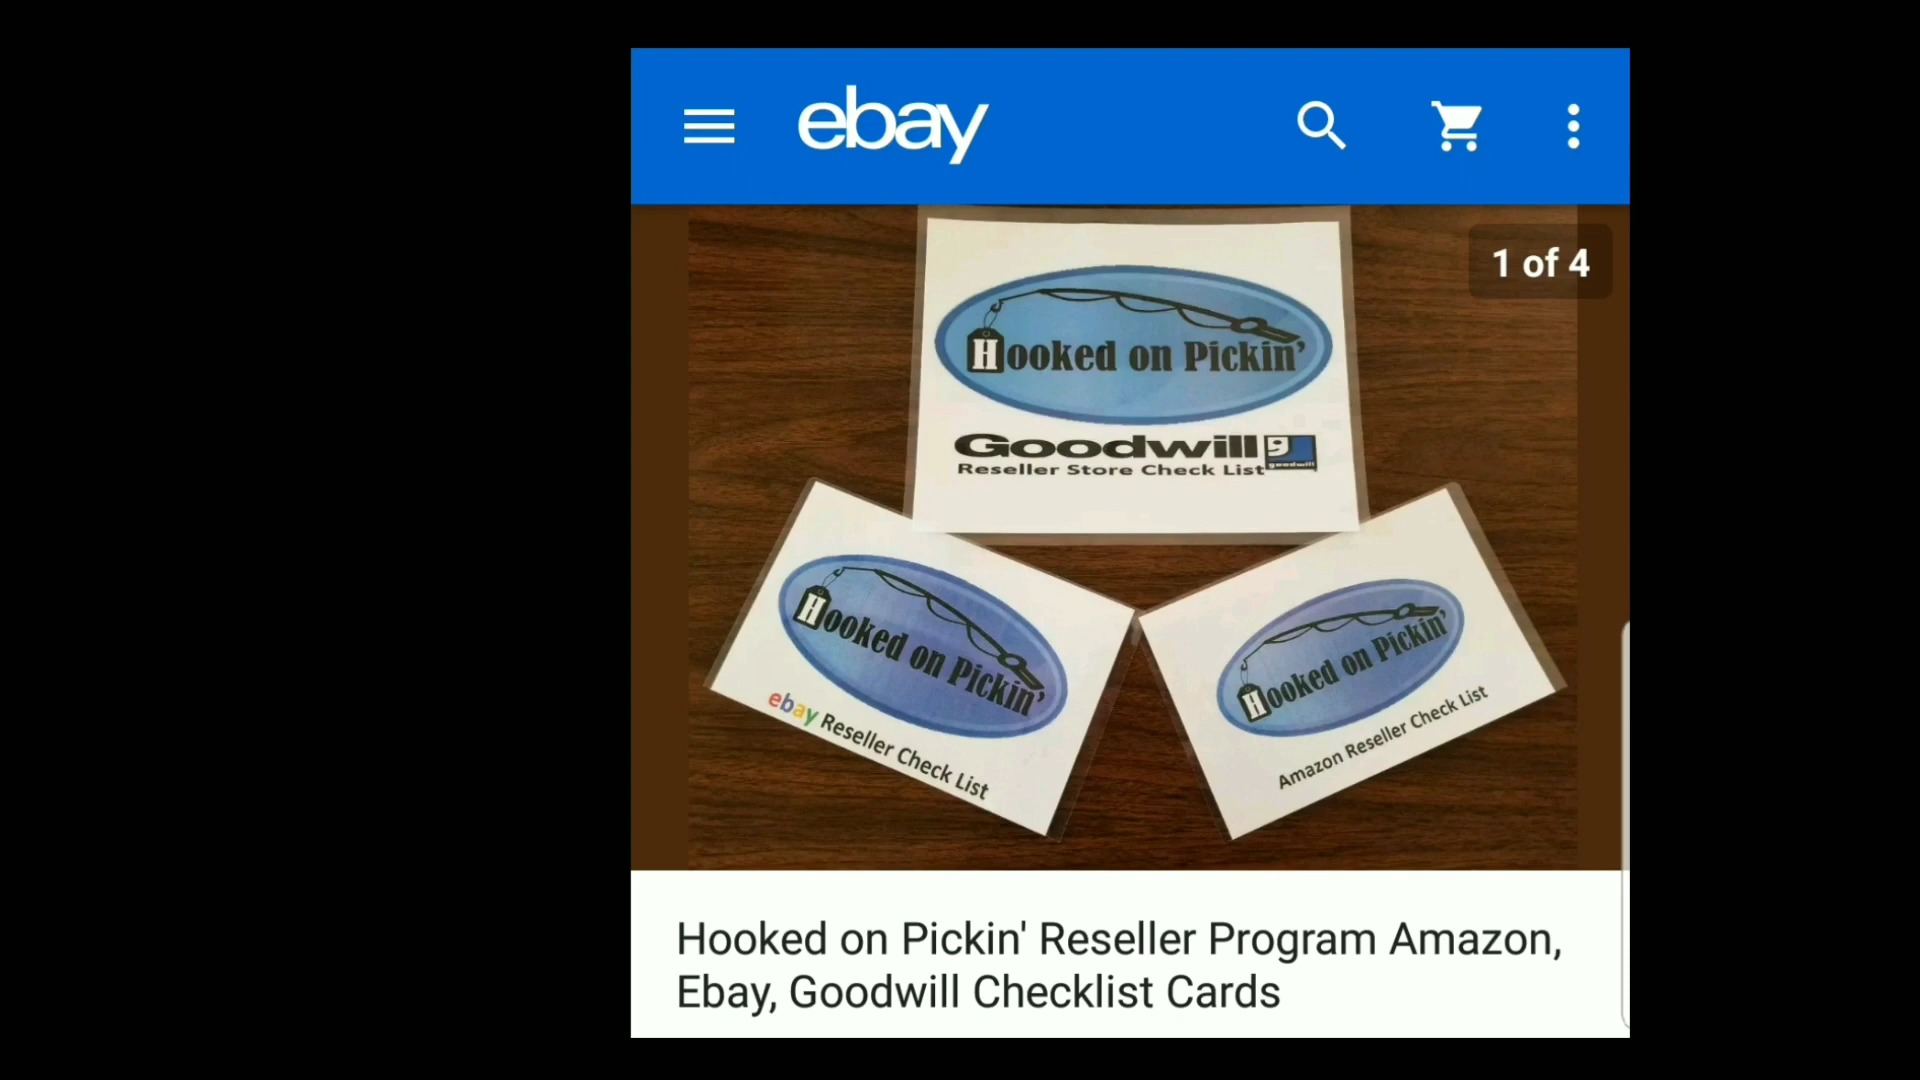 ebay
1 of 4
Hooked on Pickin'
Goodwill
goodwill
Reseller Store Check List
Hooked on Pickin'
ebay Reseller Check List
Hooked on Pickin'
Amazon Reseller Check List
Hooked on Pickin' Reseller Program Amazon,
Ebay, Goodwill Checklist Cards